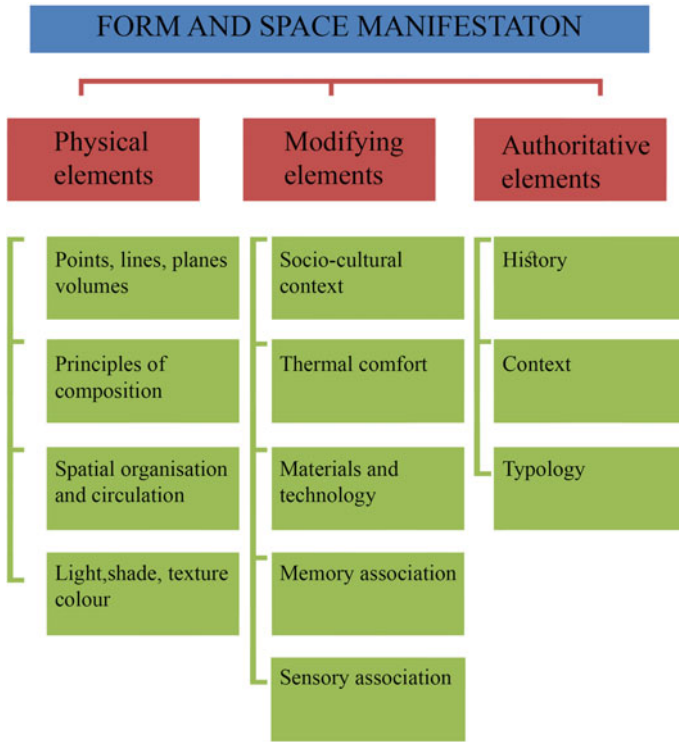 FORM AND SPACE MANIFESTATON
Physical
elements
Modifying
elements
Authoritative
elements
Points, lines, planes
volumes
Principles of
composition
Spatial organisation
and circulation
Light,shade, texture
colour
Socio-cultural
context
Thermal comfort
Materials and
technology
Memory association
Sensory association
History
Context
Typology